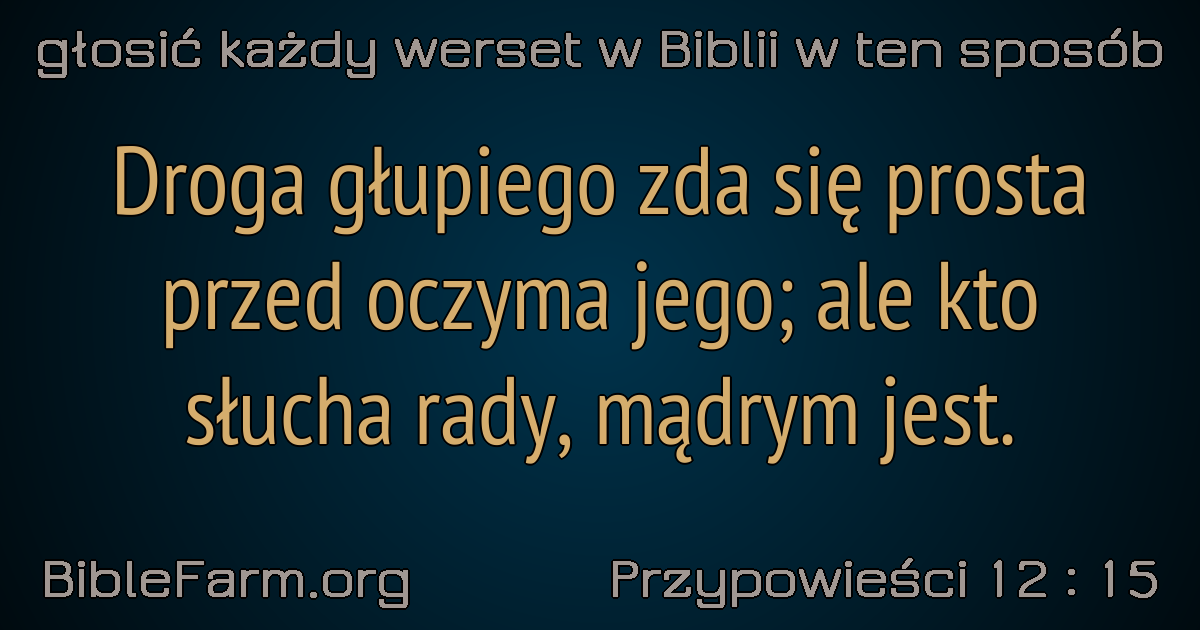 głosić każdy werset w Biblii w ten sposób
Droga głupiego zda się prosta
przed oczyma jego; ale kto
słucha rady, mądrym jest.
BibleFarm.org
Przypowieści 12 : 15